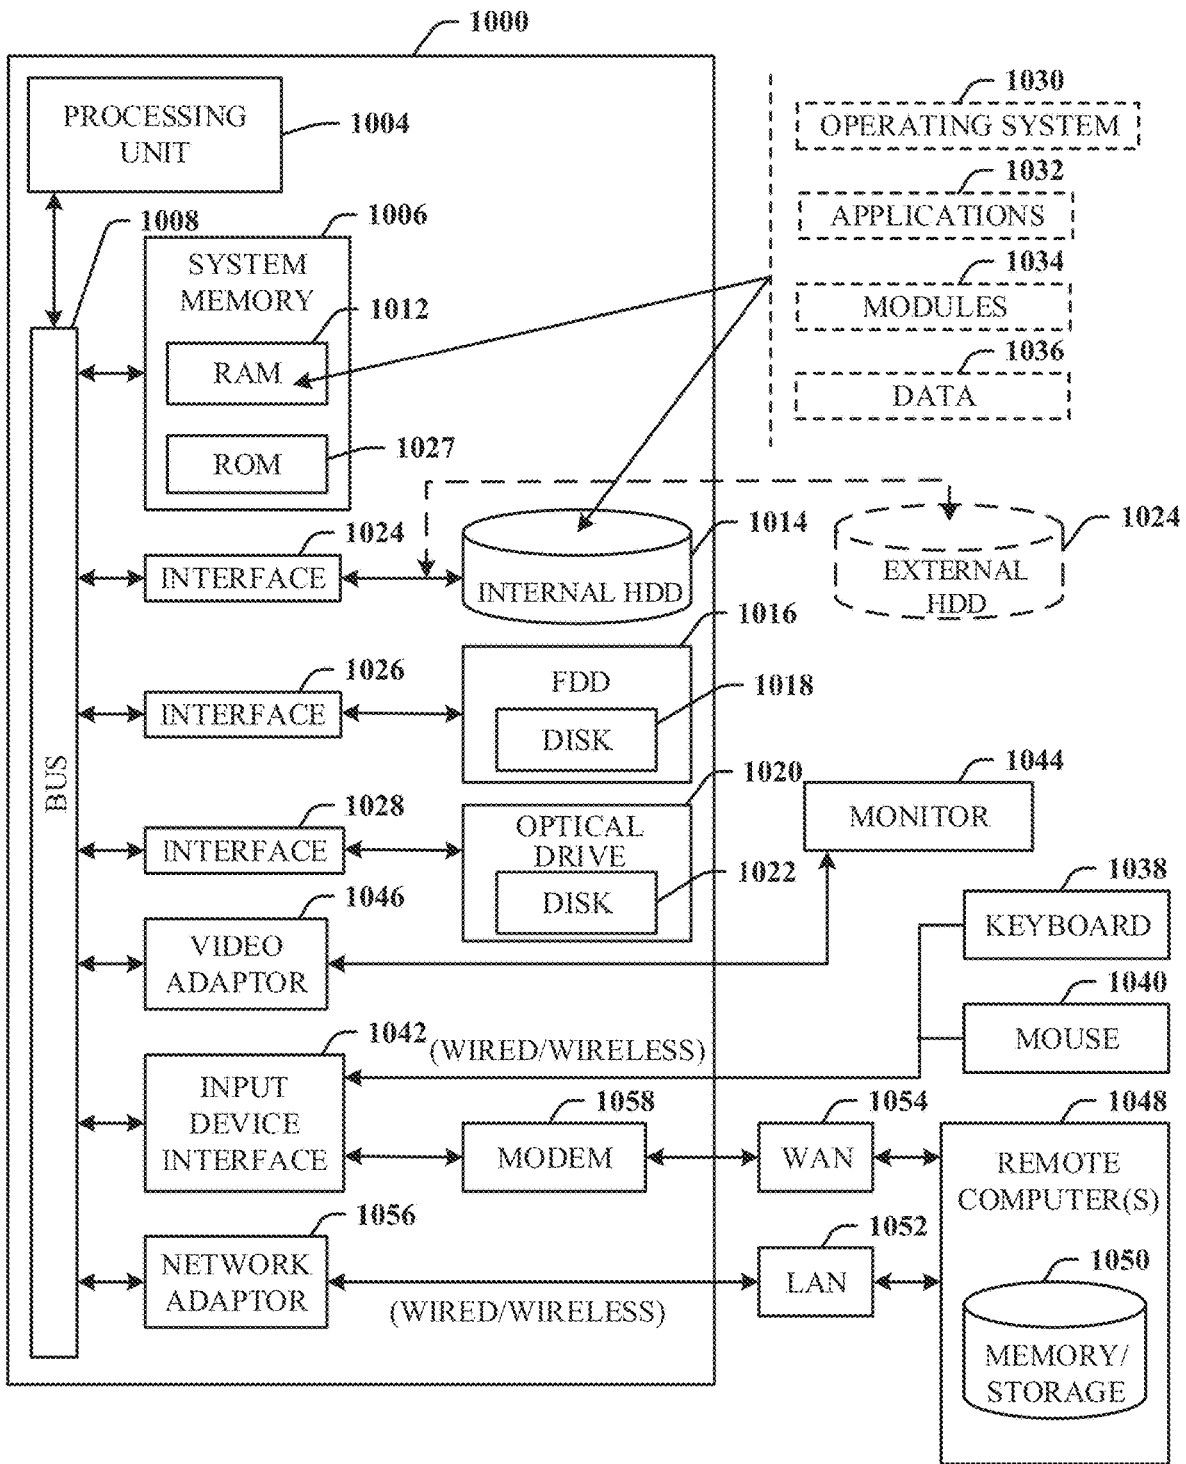 1000
PROCESSING
UNIT
1004
1030
OPERATING SYSTEM
1032
APPLICATIONS
1034
MODULES
1036
DATA
1008
1006
SYSTEM
MEMORY
1012
RAM
ROM
1027
1024
INTERFACE
INTERNAL HDD
1014
EXTERNAL
HDD
1024
1026
INTERFACE
1016
FDD
1018
DISK
BUS
1028
INTERFACE
1020
OPTICAL
DRIVE
1022
DISK
1044
MONITOR
1046
VIDEO
ADAPTOR
1038
KEYBOARD
1040
MOUSE
1042
(WIRED/WIRELESS)
INPUT
DEVICE
INTERFACE
1058
MODEM
1054
WAN
1048
REMOTE
COMPUTER(S)
1056
NETWORK
ADAPTOR
(WIRED/WIRELESS)
1052
LAN
1050
MEMORY/
STORAGE